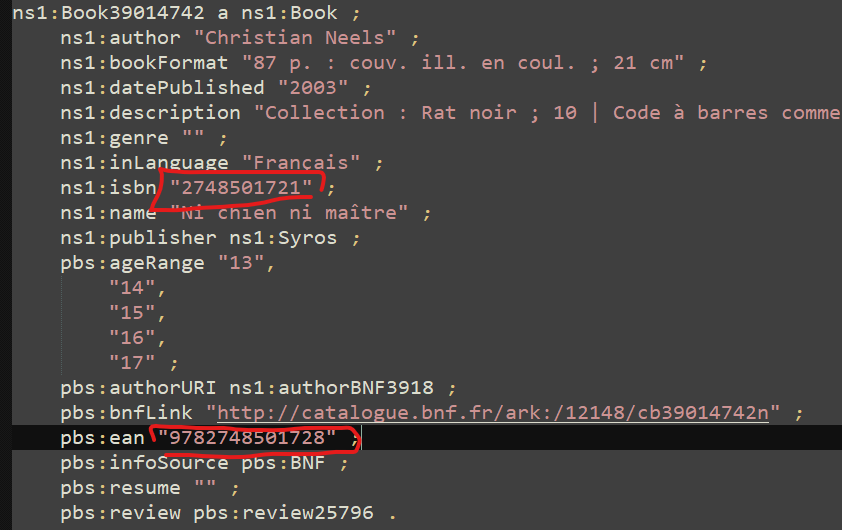 ns1:Book39014742 a ns1:Book ;
ns1:author "Christian Neels" ;
ns1:bookFormat "87 p. : couv. ill. en coul. ; 21 cm" ;
ns1:datePublished "2003" ;
ns1:description "Collection : Rat noir ; 10 | Code à barres comme
ns1:genre "" ;
ns1:inLanguage "Francais" ;
ns1:isbn "2748501721" ;
ns1:name "Ni chien ni maître" ;
ns1:publisher ns1:Syros ;
pbs:ageRange "13",
"14",
"15",
"16",
"17" ;
pbs:authorURI ns1:authorBNF3918 ;
pbs:bnfLink "http://catalogue.bnf.fr/ark:/12148/cb39014742n" ;
pbs:ean "9782748501728" ;
pbs:infoSource pbs:BNF ;
pbs:resume "" ;
pbs:review pbs:review25796 .